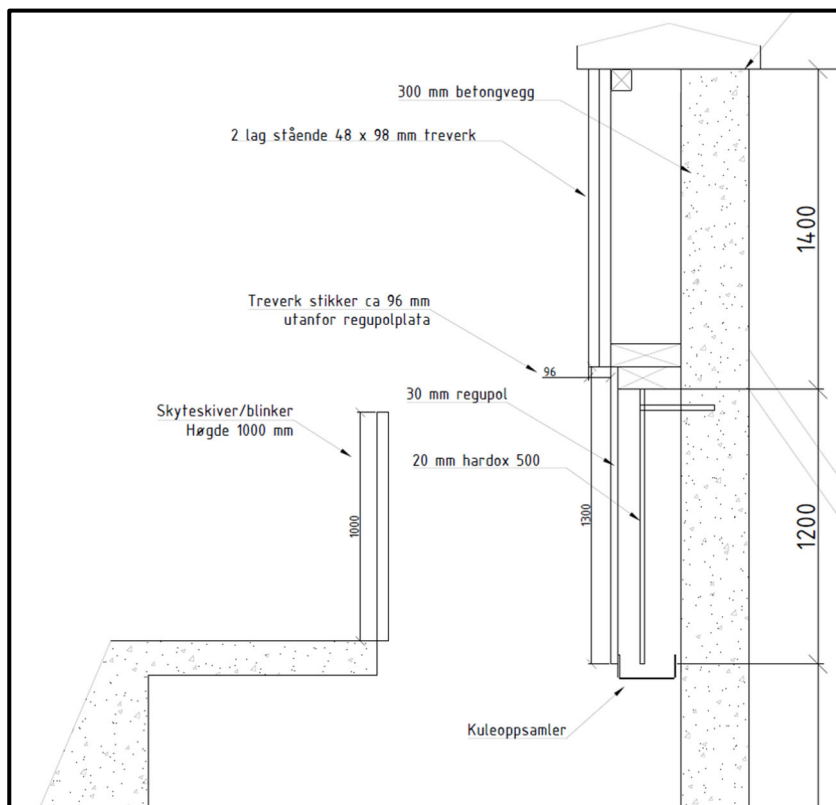 300 mm betongvegg
2 lag stående 48 x 98 mm treverk
1400
Treverk stikker ca 96 mm
utanfor regupolplata
96
30 mm regupol
Skyteskiver/blinker
Høgde 1000 mm
20 mm hardox 500
1000
1300
1200
Kuleoppsamler